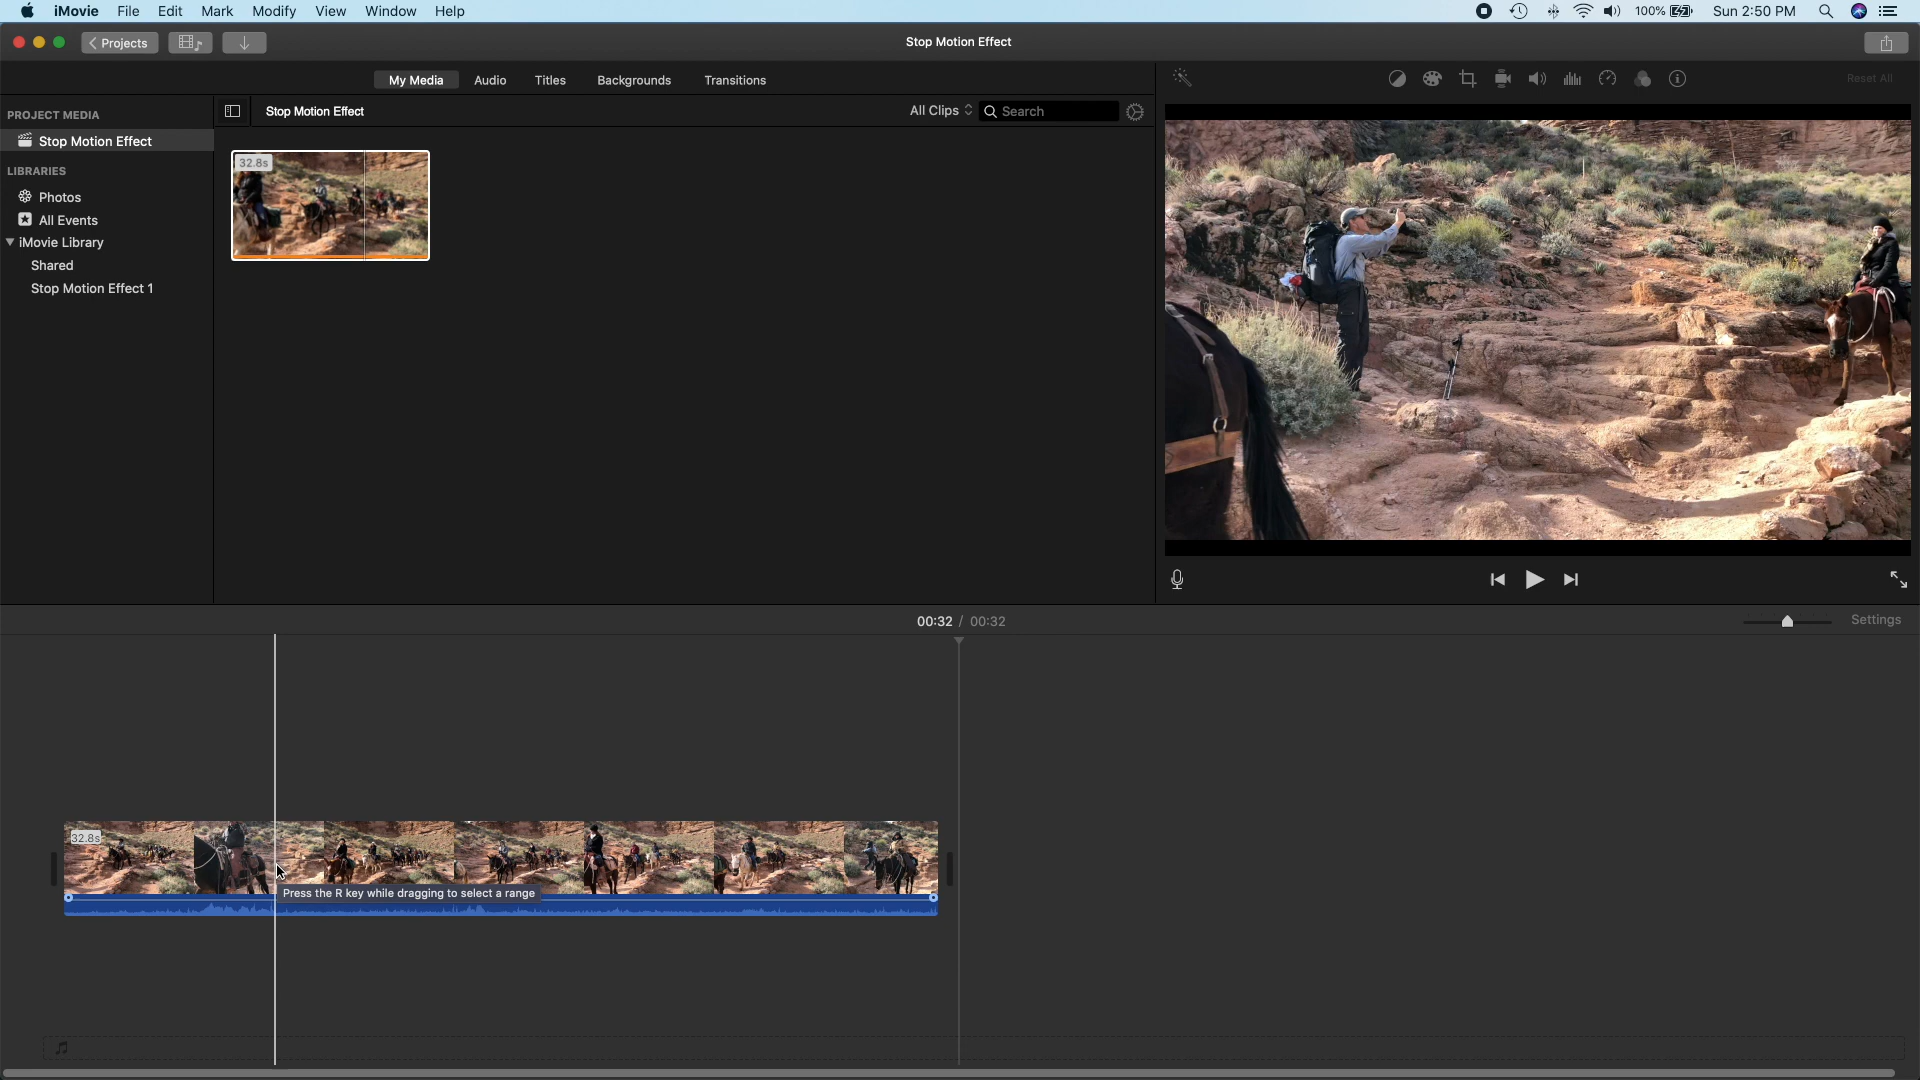 iMovie File Edit Mark Modify View Window Help 100% Sun 2:50 PM
Projects Stop Motion Effect
My Media Audio Titles Backgrounds Transitions Reset All
PROJECT MEDIA
Stop Motion Effect All Clips Search
Stop Motion Effect
LIBRARIES
Photos
All Events
iMovie Library
Shared
Stop Motion Effect 1
32.8s
00:32 / 00:32 Settings
32.8s
Press the R key while dragging to select a range